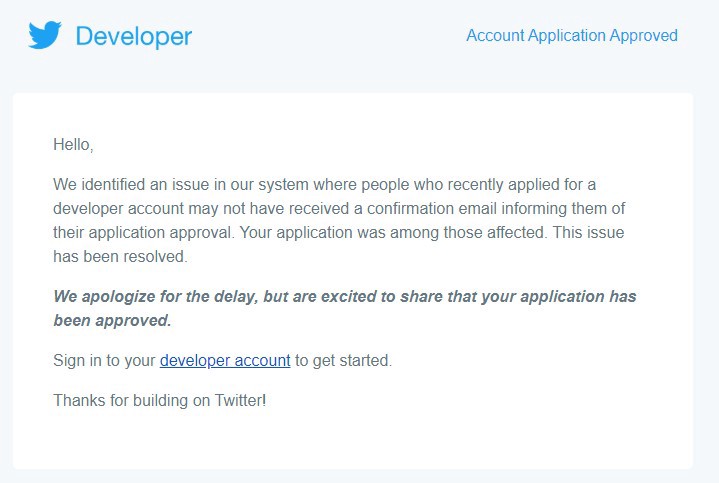 Developer
Account Application Approved
Hello,
We identified an issue in our system where people who recently applied for a
developer account may not have received a confirmation email informing them of
their application approval. Your application was among those affected. This issue
has been resolved.
We apologize for the delay, but are excited to share that your application has
been approved.
Sign in to your developer account to get started.
Thanks for building on Twitter!